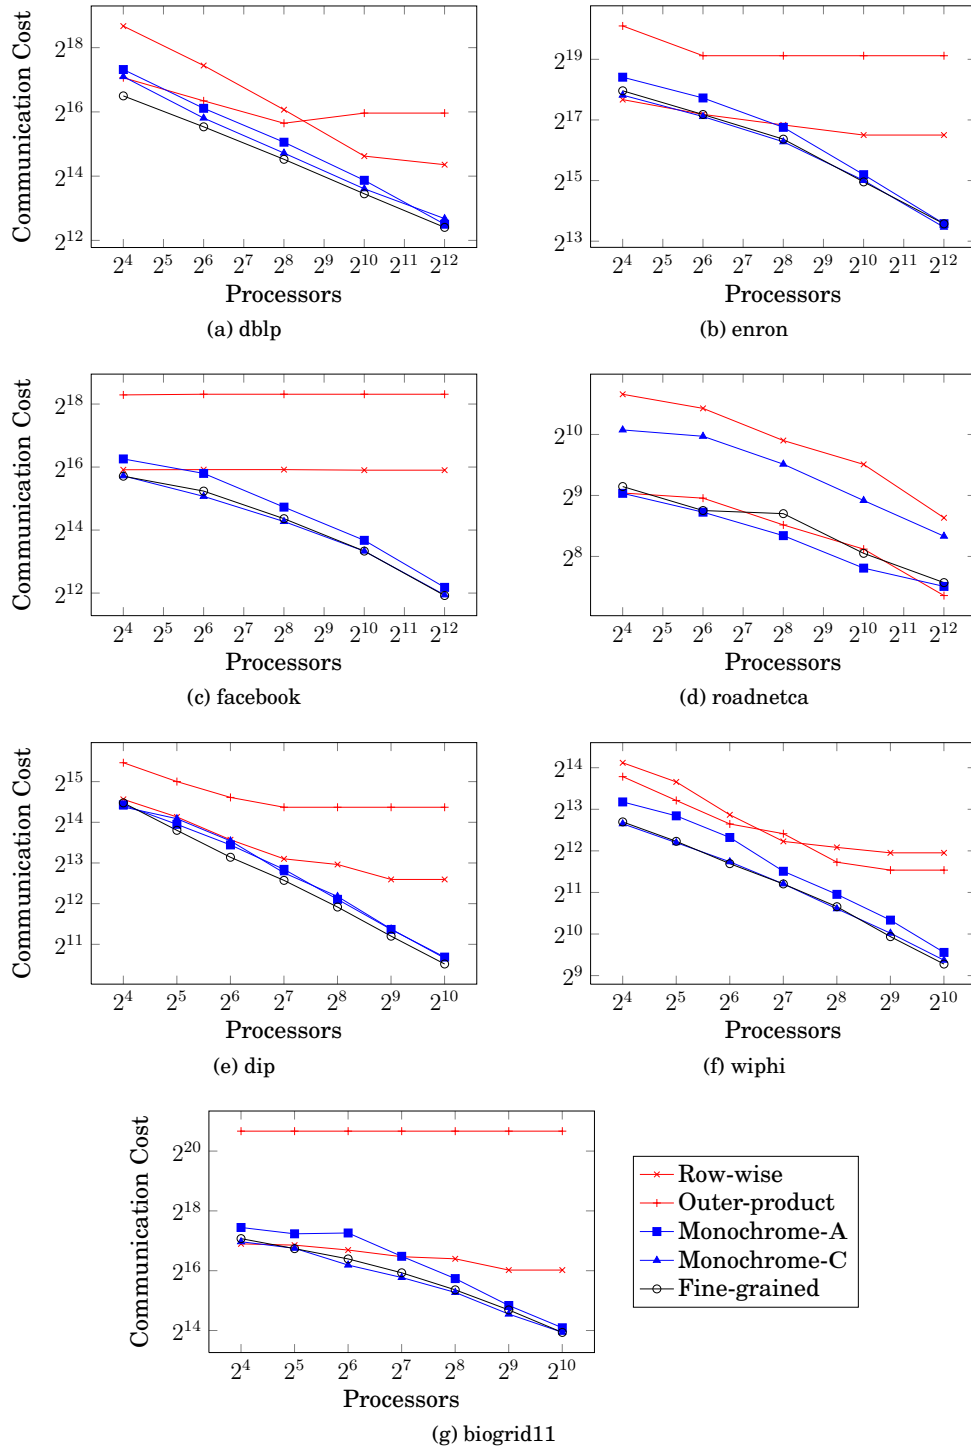 Communication Cost
2^18
2^16
2^14
2^12
2^4 2^5 2^6 2^7 2^8 2^9 2^10 2^11 2^12
Processors
(a) dblp
2^19
2^17
2^15
2^13
2^4 2^5 2^6 2^7 2^8 2^9 2^10 2^11 2^12
Processors
(b) enron
Communication Cost
2^18
2^16
2^14
2^12
2^4 2^5 2^6 2^7 2^8 2^9 2^10 2^11 2^12
Processors
(c) facebook
2^10
2^9
2^8
2^4 2^5 2^6 2^7 2^8 2^9 2^10 2^11 2^12
Processors
(d) roadnetca
Communication Cost
2^15
2^14
2^13
2^12
2^11
2^4 2^5 2^6 2^7 2^8 2^9 2^10
Processors
(e) dip
2^14
2^13
2^12
2^11
2^10
2^9
2^4 2^5 2^6 2^7 2^8 2^9 2^10
Processors
(f) wiphi
Communication Cost
2^20
2^18
2^16
2^14
2^4 2^5 2^6 2^7 2^8 2^9 2^10
Processors
(g) biogrid11
Row-wise
Outer-product
Monochrome-A
Monochrome-C
Fine-grained